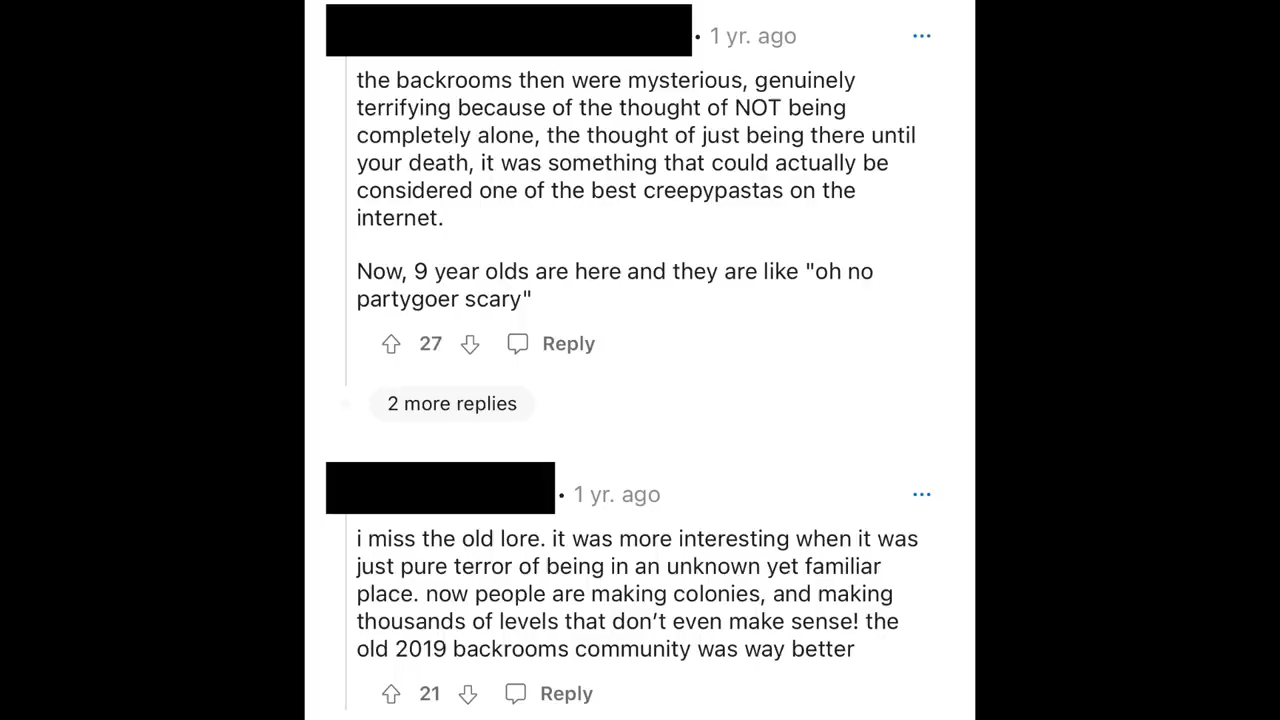 • 1 yr. ago ...
the backrooms then were mysterious, genuinely
terrifying because of the thought of NOT being
completely alone, the thought of just being there until
your death, it was something that could actually be
considered one of the best creepypastas on the
internet.
Now, 9 year olds are here and they are like "oh no
partygoer scary"
27 Reply
2 more replies
• 1 yr. ago ...
i miss the old lore. it was more interesting when it was
just pure terror of being in an unknown yet familiar
place. now people are making colonies, and making
thousands of levels that don’t even make sense! the
old 2019 backrooms community was way better
21 Reply